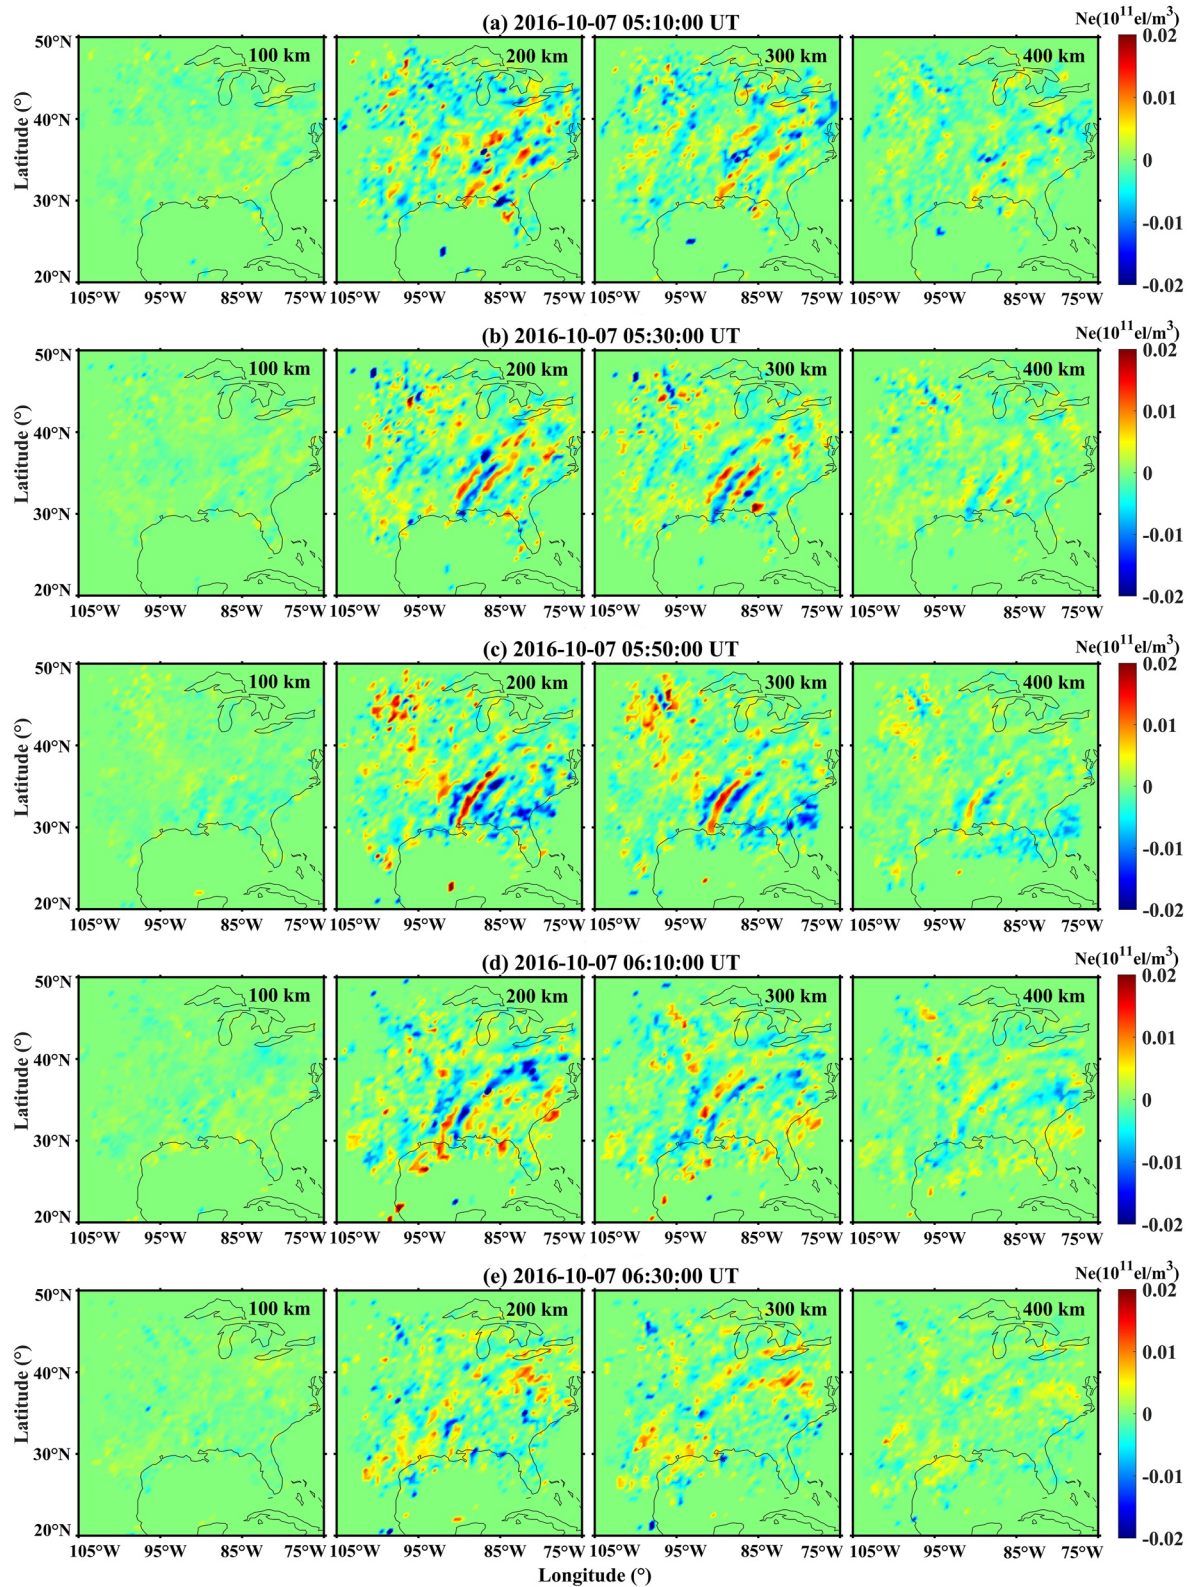 (a) 2016-10-07 05:10:00 UT
Ne(10¹¹el/m³)
100 km 200 km 300 km 400 km
50°N
40°N
30°N
20°N
Latitude (°)
105°W 95°W 85°W 75°W 95°W 85°W 75°W 95°W 85°W 75°W 95°W 85°W 75°W
0.02
0.01
0
-0.01
-0.02
(b) 2016-10-07 05:30:00 UT
Ne(10¹¹el/m³)
100 km 200 km 300 km 400 km
50°N
40°N
30°N
20°N
Latitude (°)
105°W 95°W 85°W 75°W 105°W 95°W 85°W 75°W 105°W 95°W 85°W 75°W 105°W 95°W 85°W 75°W
0.02
0.01
0
-0.01
-0.02
(c) 2016-10-07 05:50:00 UT
Ne(10¹¹el/m³)
100 km 200 km 300 km 400 km
50°N
40°N
30°N
20°N
Latitude (°)
105°W 95°W 85°W 75°W 105°W 95°W 85°W 75°W 105°W 95°W 85°W 75°W 105°W 95°W 85°W 75°W
0.02
0.01
0
-0.01
-0.02
(d) 2016-10-07 06:10:00 UT
Ne(10¹¹el/m³)
100 km 200 km 300 km 400 km
50°N
40°N
30°N
20°N
Latitude (°)
105°W 95°W 85°W 75°W 105°W 95°W 85°W 75°W 105°W 95°W 85°W 75°W 105°W 95°W 85°W 75°W
0.02
0.01
0
-0.01
-0.02
(e) 2016-10-07 06:30:00 UT
Ne(10¹¹el/m³)
100 km 200 km 300 km 400 km
50°N
40°N
30°N
20°N
Latitude (°)
105°W 95°W 85°W 75°W 105°W 95°W 85°W 75°W 105°W 95°W 85°W 75°W 105°W 95°W 85°W 75°W
0.02
0.01
0
-0.01
-0.02
Longitude (°)